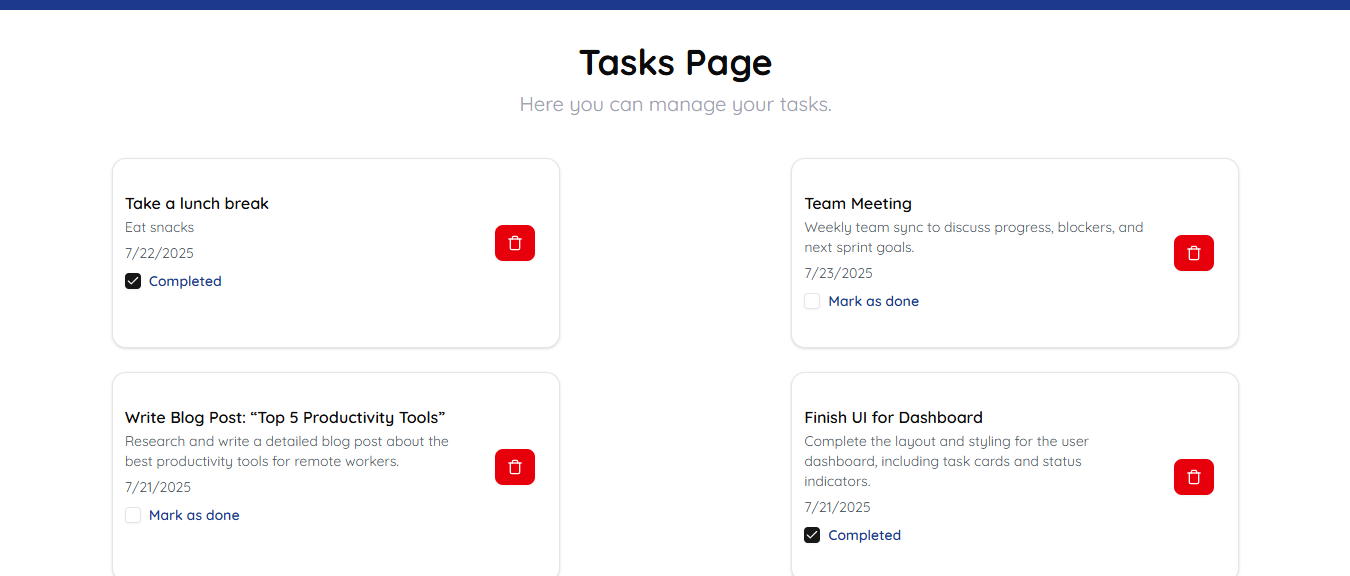 Tasks Page
Here you can manage your tasks.
Take a lunch break
Eat snacks
7/22/2025
Completed
Team Meeting
Weekly team sync to discuss progress, blockers, and
next sprint goals.
7/23/2025
Mark as done
Write Blog Post: “Top 5 Productivity Tools”
Research and write a detailed blog post about the
best productivity tools for remote workers.
7/21/2025
Mark as done
Finish UI for Dashboard
Complete the layout and styling for the user
dashboard, including task cards and status
indicators.
7/21/2025
Completed